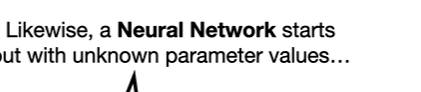 Likewise, a Neural Network starts
out with unknown parameter values…